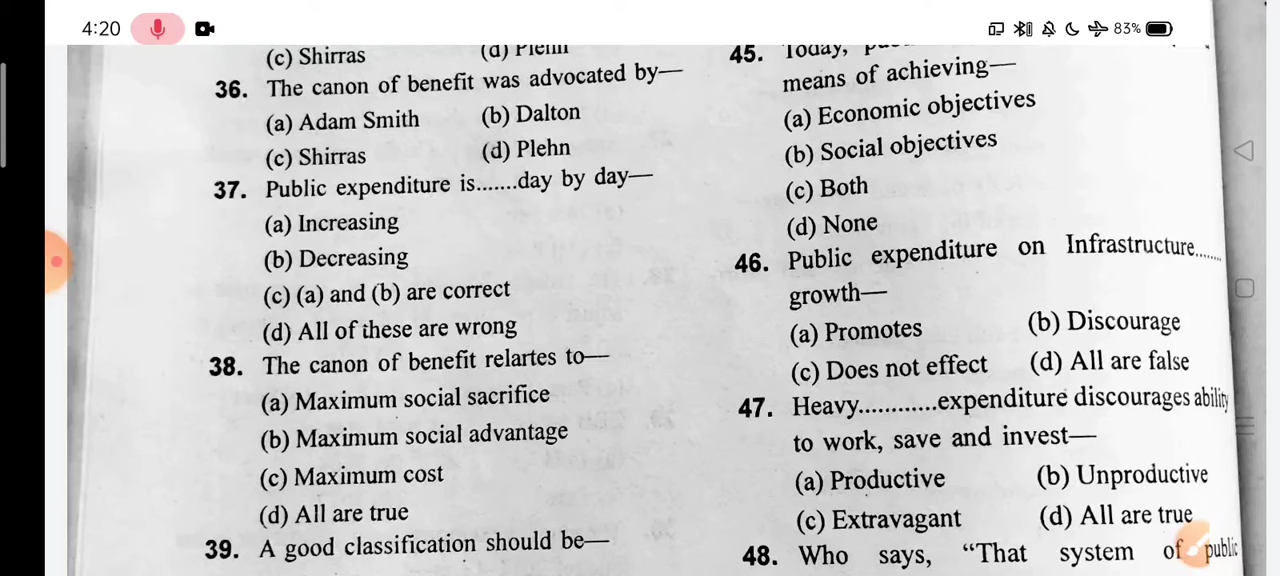 4:20
83%
(c) Shirras (d) Plehn
36. The canon of benefit was advocated by—
(a) Adam Smith (b) Dalton
(c) Shirras (d) Plehn
37. Public expenditure is.......day by day—
(a) Increasing
(b) Decreasing
(c) (a) and (b) are correct
(d) All of these are wrong
38. The canon of benefit relartes to—
(a) Maximum social sacrifice
(b) Maximum social advantage
(c) Maximum cost
(d) All are true
39. A good classification should be—
45. Today,
means of achieving—
(a) Economic objectives
(b) Social objectives
(c) Both
(d) None
46. Public expenditure on Infrastructure........
growth—
(a) Promotes (b) Discourage
(c) Does not effect (d) All are false
47. Heavy............expenditure discourages ability
to work, save and invest—
(a) Productive (b) Unproductive
(c) Extravagant (d) All are true
48. Who says, “That system of public